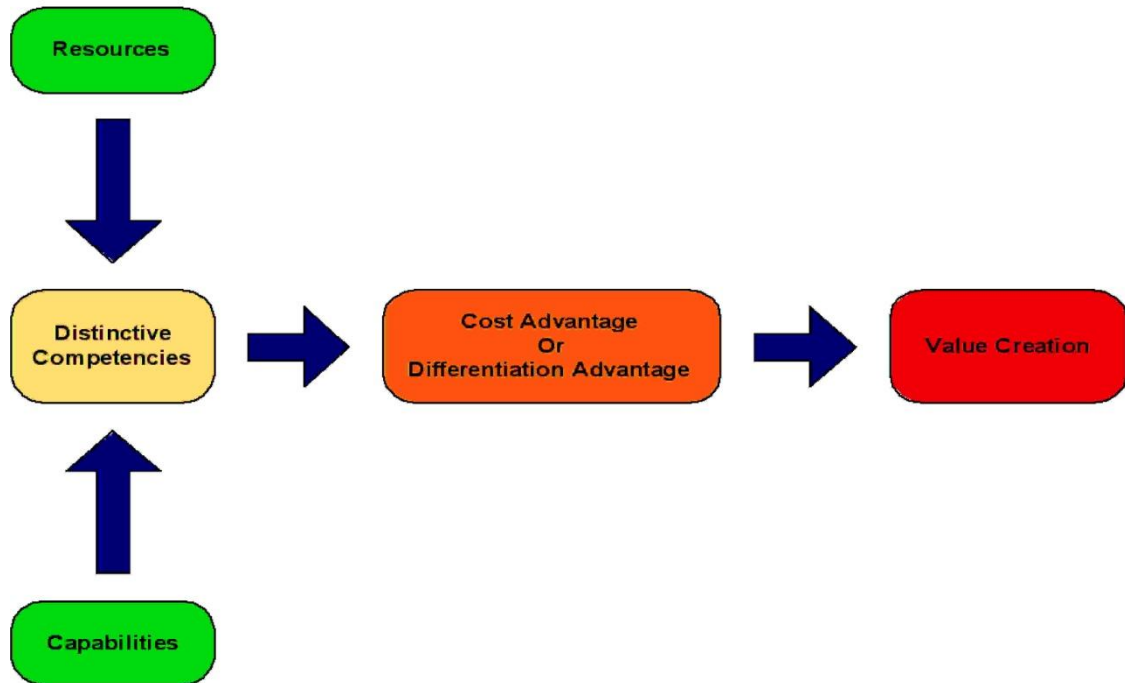 Resources
Distinctive
Competencies
Cost Advantage
Or
Differentiation Advantage
Value Creation
Capabilities